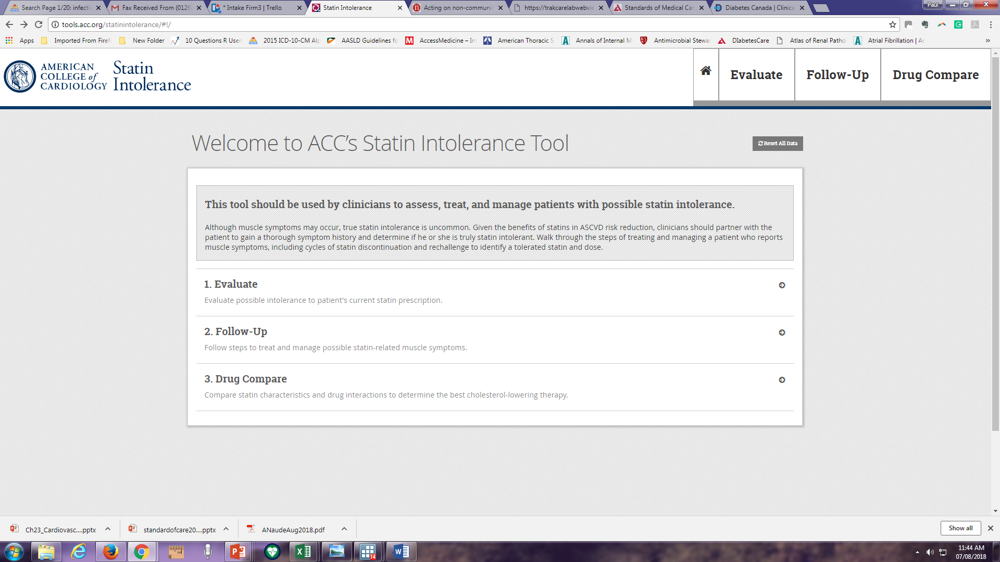 Search Page 1/20: infecti
Fax Received From (0126
* Intake Firm3 | Trello
Statin Intolerance
Acting on non-communic
https://trakcarelabwebvie
Standards of Medical Car
Diabetes Canada | Clinica
Paul
tools.acc.org/statinintolerance/#!/
Apps
Imported From Firef
New Folder
10 Questions R User
2015 ICD-10-CM Alp
AASLD Guidelines fo
AccessMedicine – In
American Thoracic S
Annals of Internal M
Antimicrobial Stewar
DIabetesCare
Atlas of Renal Patho
Atrial Fibrillation | An
»
AMERICAN
COLLEGE of
CARDIOLOGY
Statin
Intolerance
Evaluate
Follow-Up
Drug Compare
Welcome to ACC’s Statin Intolerance Tool
Reset All Data
This tool should be used by clinicians to assess, treat, and manage patients with possible statin intolerance.
Although muscle symptoms may occur, true statin intolerance is uncommon. Given the benefits of statins in ASCVD risk reduction, clinicians should partner with the
patient to gain a thorough symptom history and determine if he or she is truly statin intolerant. Walk through the steps of treating and managing a patient who reports
muscle symptoms, including cycles of statin discontinuation and rechallenge to identify a tolerated statin and dose.
1. Evaluate
Evaluate possible intolerance to patient's current statin prescription.
2. Follow-Up
Follow steps to treat and manage possible statin-related muscle symptoms.
3. Drug Compare
Compare statin characteristics and drug interactions to determine the best cholesterol-lowering therapy.
Ch23_Cardiovasc....pptx
standardofcare20....pptx
ANaudeAug2018.pdf
Show all
14
11:44 AM
07/08/2018